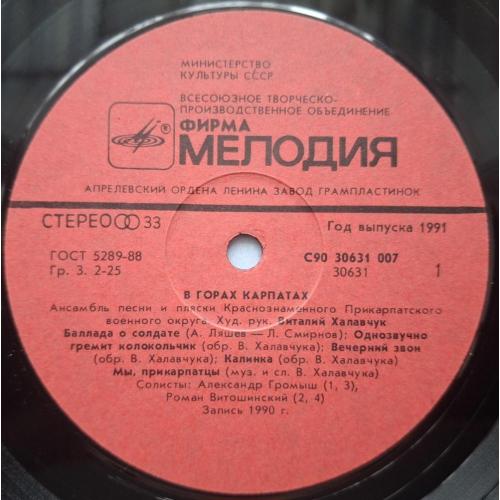 МИНИСТЕРСТВО
КУЛЬТУРЫ СССР
ВСЕСОЮЗНОЕ ТВОРЧЕСКО-
ПРОИЗВОДСТВЕННОЕ ОБЪЕДИНЕНИЕ
ФИРМА
МЕЛОДИЯ
®
АПРЕЛЕВСКИЙ ОРДЕНА ЛЕНИНА ЗАВОД ГРАМПЛАСТИНОК
СТЕРЕО 33 Год выпуска 1991
ГОСТ 5289-88 С90 30631 007
Гр. 3. 2-25 30631 1
В ГОРАХ КАРПАТАХ
Ансамбль песни и пляски Краснознаменного Прикарпатского
военного округа. Худ. рук. Виталий Халавчук
Баллада о солдате (А. Ляшев — Л. Смирнов); Однозвучно
гремит колокольчик (обр. В. Халавчука); Вечерний звон
(обр. В. Халавчука); Калинка (обр. В. Халавчука)
Мы, прикарпатцы (муз. и сл. В. Халавчука)
Солисты: Александр Громыш (1, 3),
Роман Витошинский (2, 4)
Запись 1990 г.